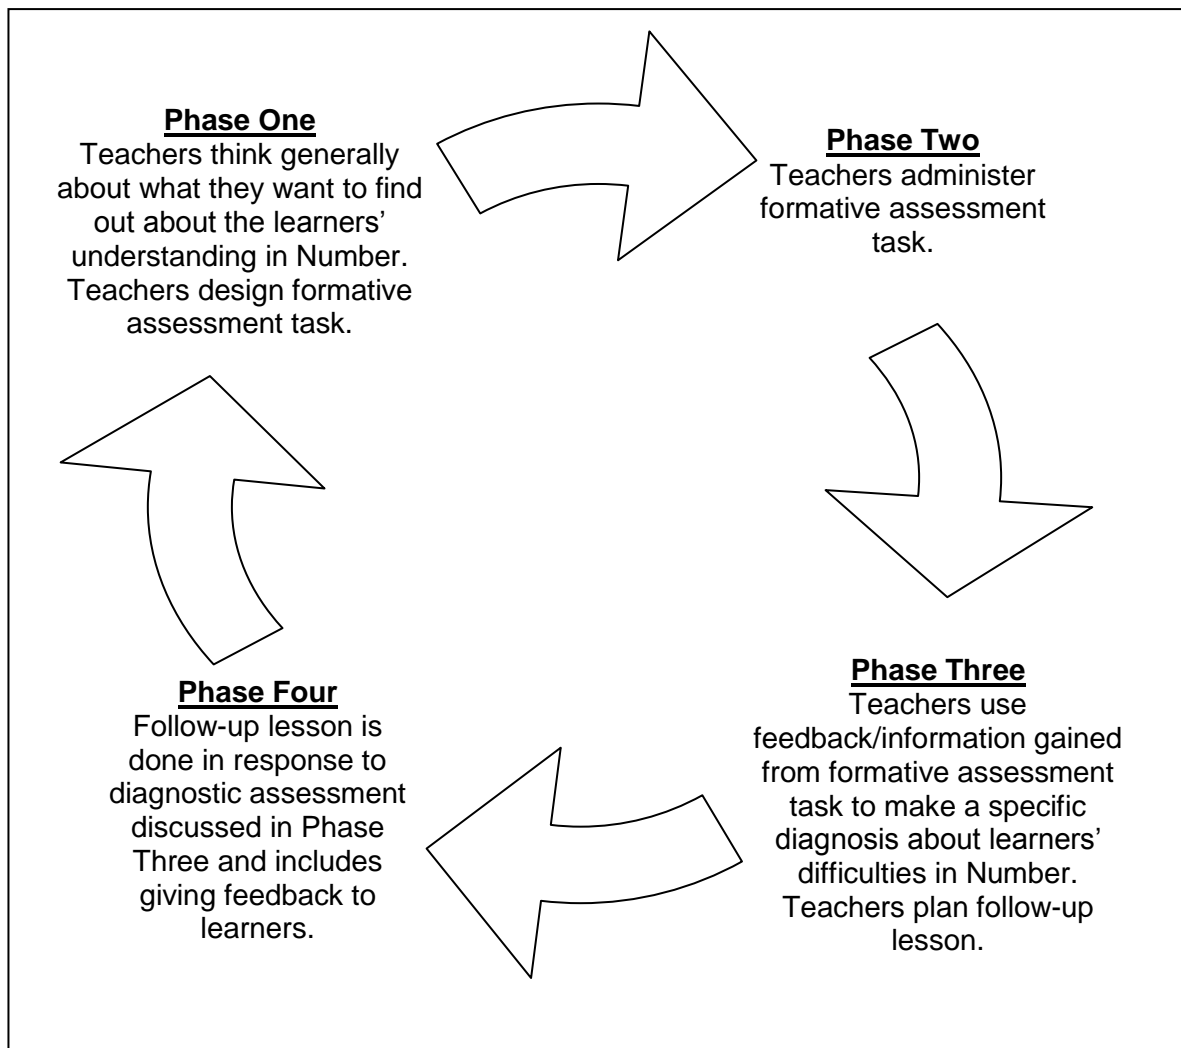 Phase One
Teachers think generally
about what they want to find
out about the learners’
understanding in Number.
Teachers design formative
assessment task.
Phase Two
Teachers administer
formative assessment
task.
Phase Three
Teachers use
feedback/information gained
from formative assessment
task to make a specific
diagnosis about learners’
difficulties in Number.
Teachers plan follow-up
lesson.
Phase Four
Follow-up lesson is
done in response to
diagnostic assessment
discussed in Phase
Three and includes
giving feedback to
learners.